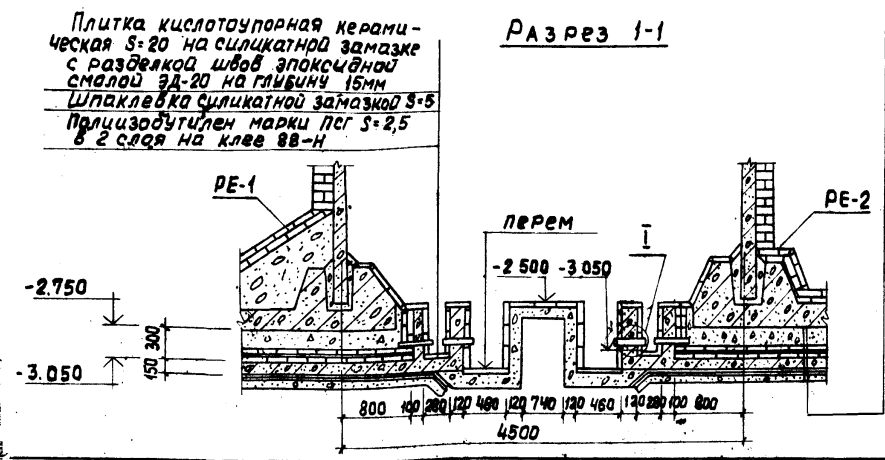 Плитка кислотоупорная керами-
ческая S=20 на силикатной замазке
с разделкой швов эпоксидной
смолой ЭД-20 на глубину 15мм
Шпаклевка силикатной замазкой S=5
Полиизобутилен марки ПСГ S=2,5
в 2 слоя на клее 88-Н
Разрез 1-1
РЕ-1
РЕ-2
перем
I
-2500 -3.050
-2.750
300
150
-3.050
800 100 280 120 460 120 740 120 460 120 280 100 800
4500